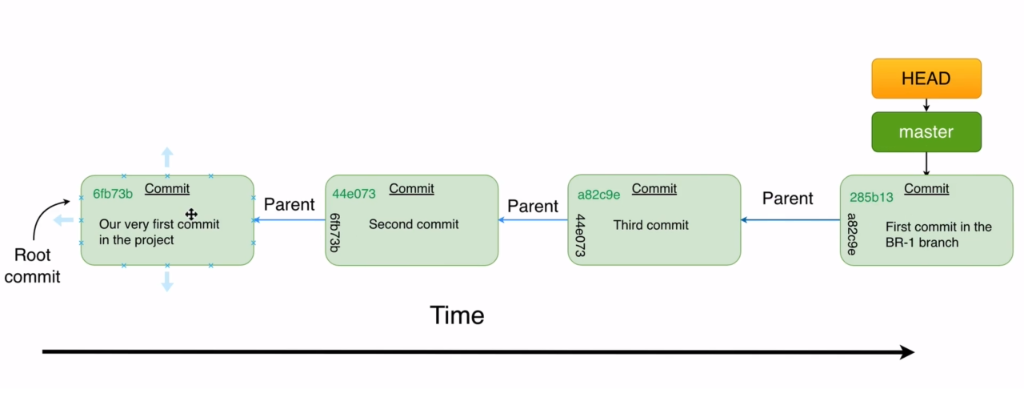 HEAD
master
6fb73b
Commit
Our very first commit
in the project
Parent
44e073
Commit
6fb73b
Second commit
Parent
a82c9e
Commit
44e073
Third commit
Parent
285b13
Commit
a82c9e
First commit in the
BR-1 branch
Root
commit
Time